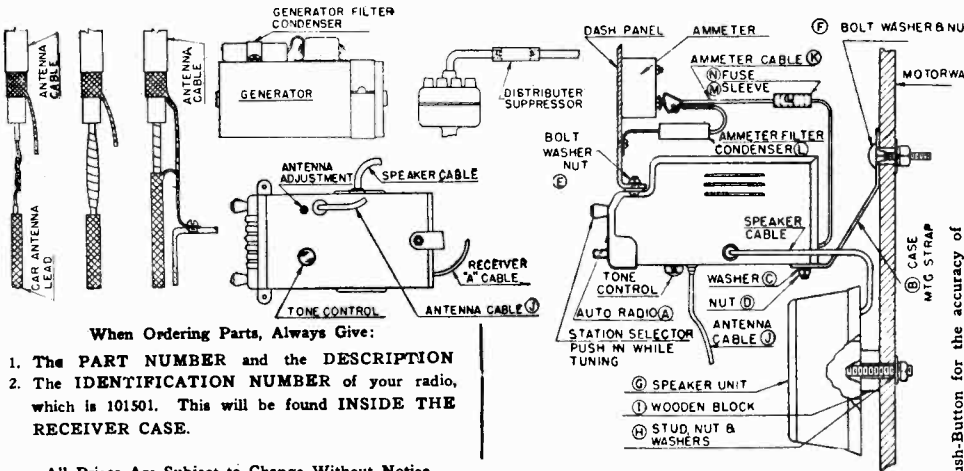 ANTENNA
CABLE
ANTENNA
CABLE
CAR ANTENNA
LEAD
GENERATOR FILTER
CONDENSER
GENERATOR
DISTRIBUTER
SUPPRESSOR
ANTENNA
ADJUSTMENT
SPEAKER CABLE
RECEIVER
"A" CABLE
TONE CONTROL
ANTENNA CABLE Ⓙ
DASH PANEL
AMMETER
AMMETER CABLE Ⓚ
Ⓝ FUSE
Ⓜ SLEEVE
AMMETER FILTER
CONDENSER Ⓛ
BOLT
WASHER
NUT
Ⓔ
Ⓕ BOLT WASHER & NU
MOTORWA
SPEAKER
CABLE
Ⓑ CASE
MTG STRAP
TONE
CONTROL
WASHER Ⓒ
NUT Ⓓ
AUTO RADIO Ⓐ
STATION SELECTOR
PUSH IN WHILE
TUNING
ANTENNA
CABLE Ⓙ
Ⓖ SPEAKER UNIT
Ⓘ WOODEN BLOCK
Ⓗ STUD, NUT &
WASHERS
When Ordering Parts, Always Give:
1. The PART NUMBER and the DESCRIPTION
2. The IDENTIFICATION NUMBER of your radio,
which is 101501. This will be found INSIDE THE
RECEIVER CASE.
All Prices Are Subject to Change Without Notice
ush-Button for the accuracy of